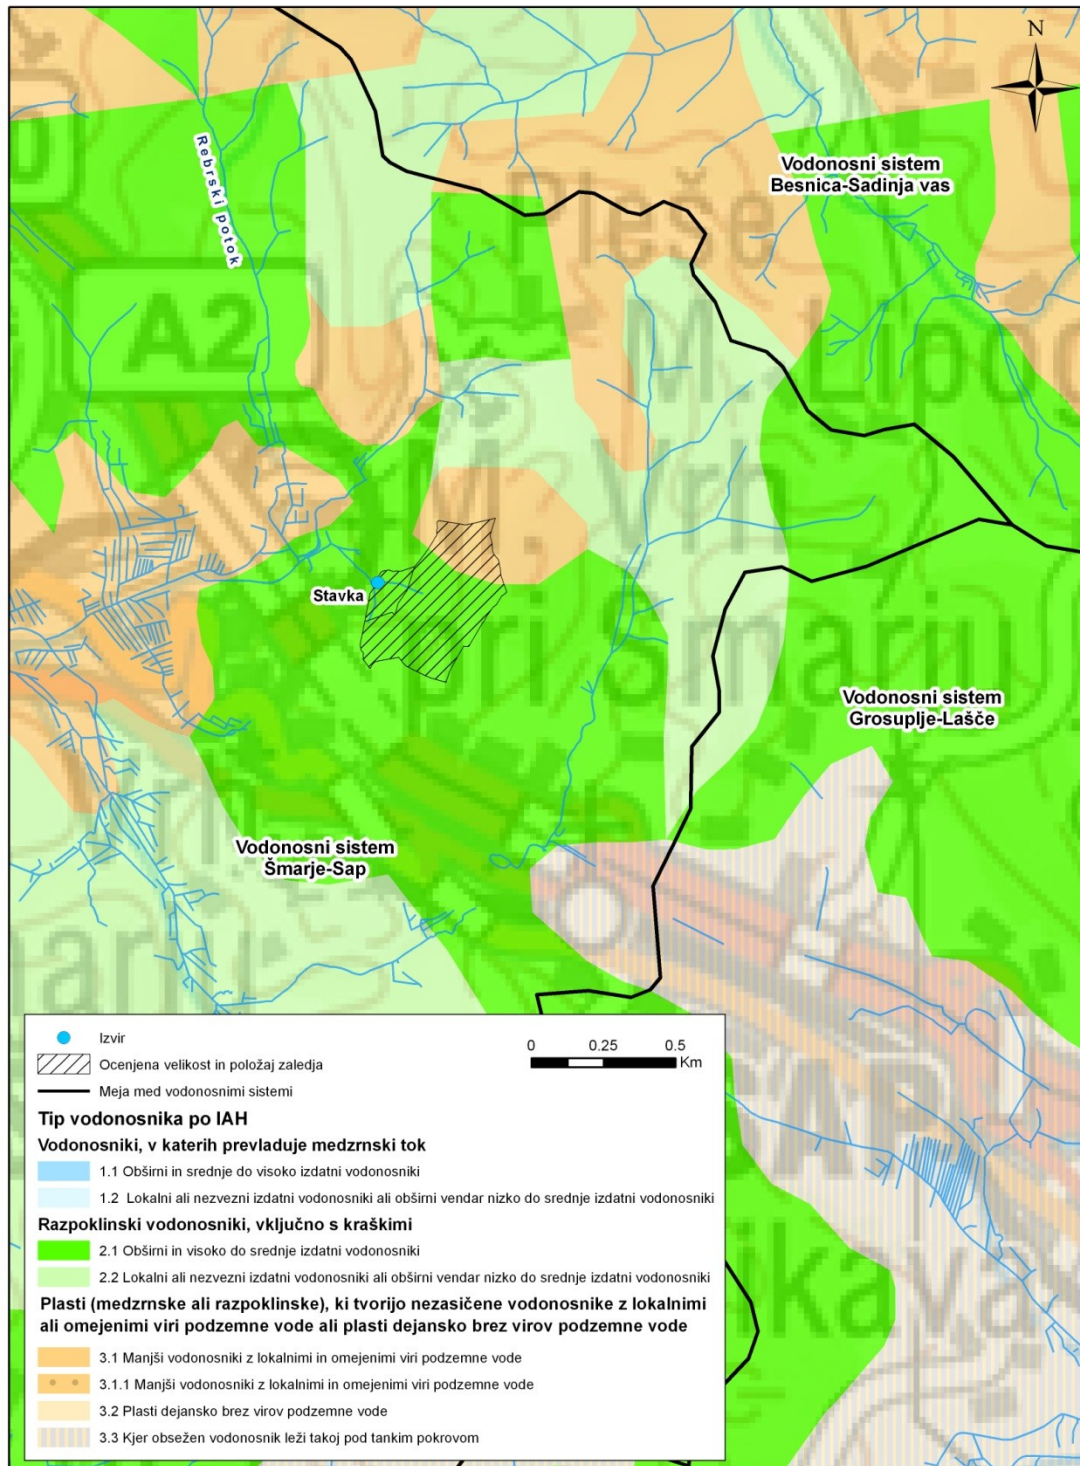 N
Vodonosni sistem
Besnica-Sadinja vas
Rebrski potok
A2
Pleše
M. Lipo
M. Vrh
pri Šmarju
Stavka
Vodonosni sistem
Grosuplje-Lašče
Vodonosni sistem
Šmarje-Sap
Izvir
Ocenjena velikost in položaj zaledja
Meja med vodonosnimi sistemi
0 0.25 0.5
Km
Tip vodonosnika po IAH
Vodonosniki, v katerih prevladuje medzrnski tok
1.1 Obširni in srednje do visoko izdatni vodonosniki
1.2 Lokalni ali nezvezni izdatni vodonosniki ali obširni vendar nizko do srednje izdatni vodonosniki
Razpoklinski vodonosniki, vključno s kraškimi
2.1 Obširni in visoko do srednje izdatni vodonosniki
2.2 Lokalni ali nezvezni izdatni vodonosniki ali obširni vendar nizko do srednje izdatni vodonosniki
Plasti (medzrnske ali razpoklinske), ki tvorijo nezasičene vodonosnike z lokalnimi
ali omejenimi viri podzemne vode ali plasti dejansko brez virov podzemne vode
3.1 Manjši vodonosniki z lokalnimi in omejenimi viri podzemne vode
3.1.1 Manjši vodonosniki z lokalnimi in omejenimi viri podzemne vode
3.2 Plasti dejansko brez virov podzemne vode
3.3 Kjer obsežen vodonosnik leži takoj pod tankim pokrovom